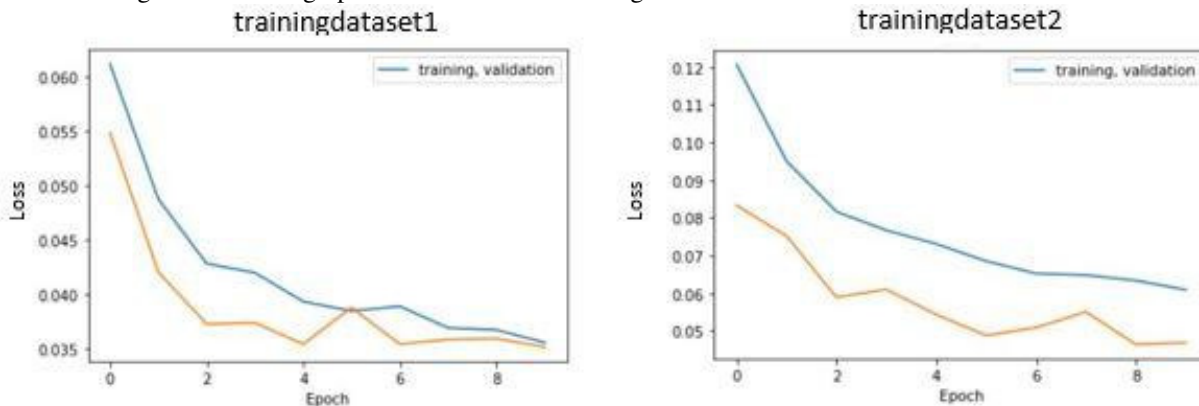 trainingdataset1
training, validation
0.060
0.055
0.050
0.045
0.040
0.035
Loss
0 2 4 6 8
Epoch
trainingdataset2
training, validation
0.12
0.11
0.10
0.09
0.08
0.07
0.06
0.05
Loss
0 2 4 6 8
Epoch